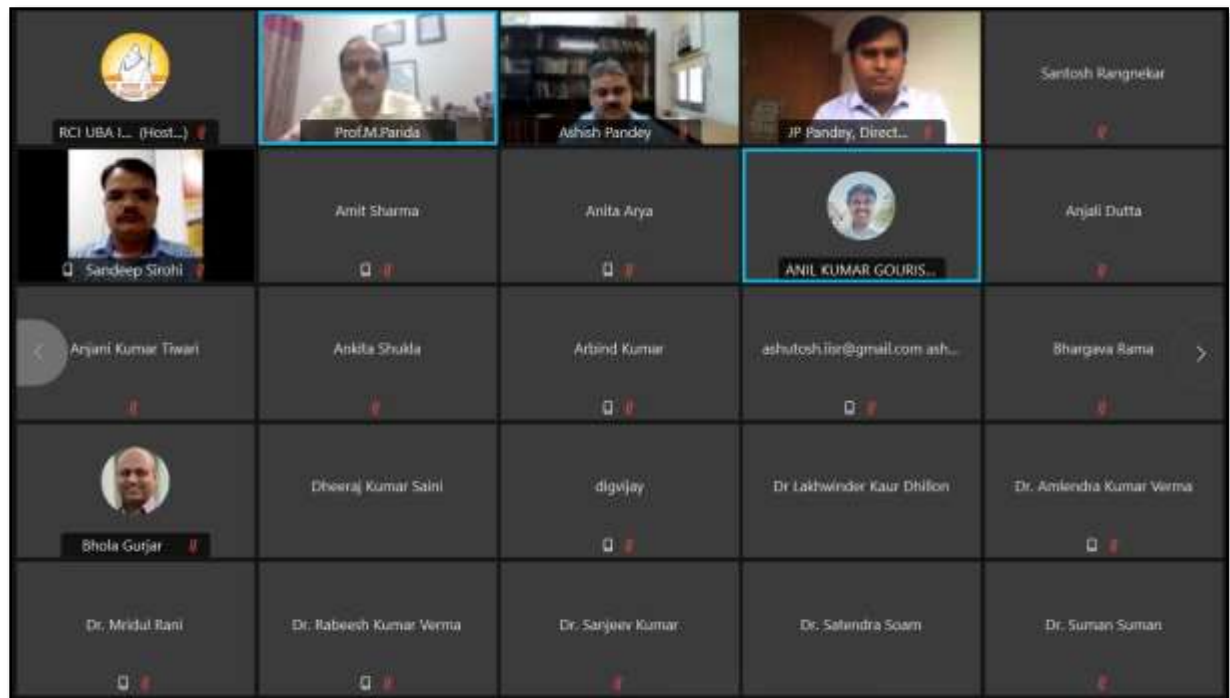 RCI UBA I... (Host...)
Prof.M.Parida
Ashish Pandey
JP Pandey, Direct...
Santosh Rangnekar
Sandeep Sirohi
Amit Sharma
Anita Arya
ANIL KUMAR GOURIS...
Anjali Dutta
Anjani Kumar Tiwari
Ankita Shukla
Arbind Kumar
ashutosh.iisr@gmail.com ash...
Bhargava Rama
Bhola Gurjar
Dheeraj Kumar Saini
digvijay
Dr Lakhwinder Kaur Dhillon
Dr. Amlendra Kumar Verma
Dr. Mridul Rani
Dr. Rabeesh Kumar Verma
Dr. Sanjeev Kumar
Dr. Satendra Soam
Dr. Suman Suman